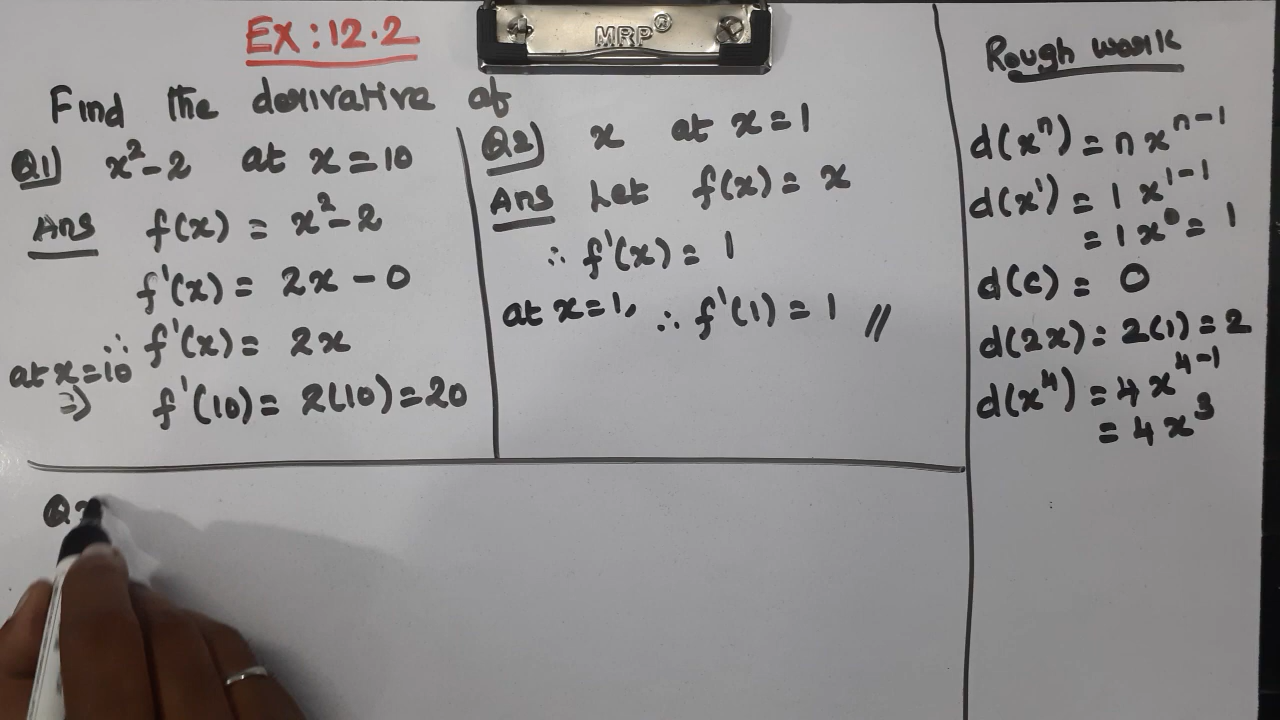 EX : 12.2
MRP®
Find the derivative of
Q1) x²-2 at x=10
Ans f(x) = x²-2
f'(x) = 2x - 0
∴ f'(x) = 2x
at x=10
⇒ f'(10) = 2(10) = 20
Q2) x at x=1
Ans Let f(x) = x
∴ f'(x) = 1
at x=1, ∴ f'(1) = 1 //
Q
Rough work
d(xⁿ) = n xⁿ⁻¹
d(x¹) = 1 x¹⁻¹
= 1 x⁰ = 1
d(c) = 0
d(2x) = 2(1) = 2
d(x⁴) = 4 x⁴⁻¹
= 4 x³